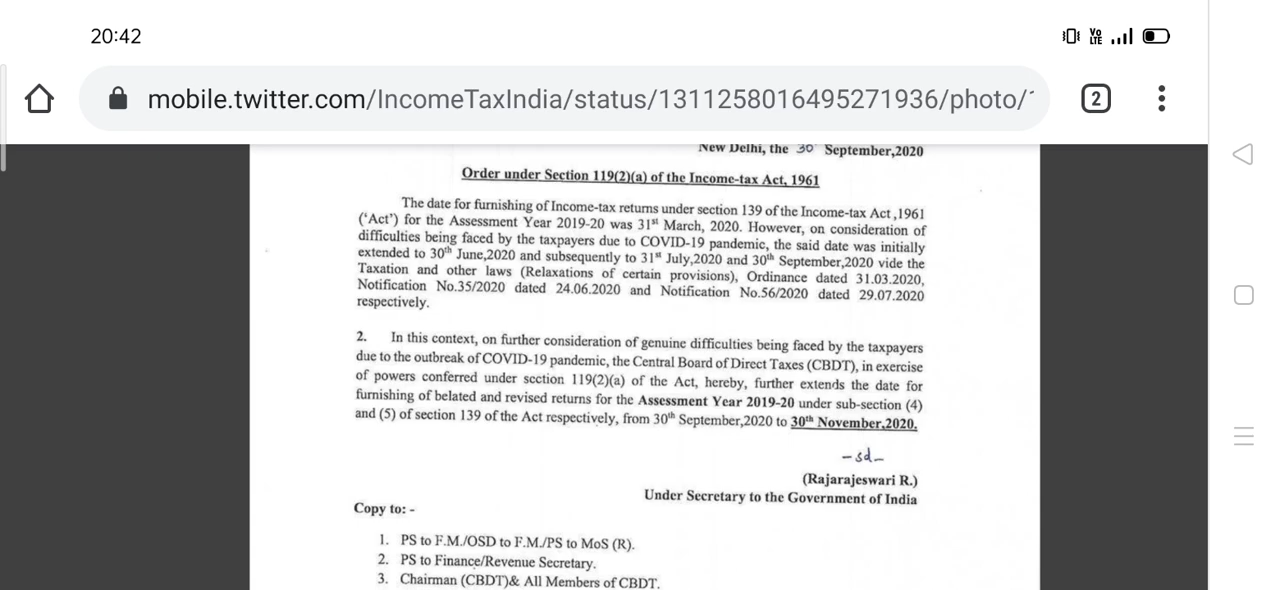 20:42
Vo
LTE
mobile.twitter.com/IncomeTaxIndia/status/1311258016495271936/photo/1
2
New Delhi, the 30 September,2020
Order under Section 119(2)(a) of the Income-tax Act, 1961
The date for furnishing of Income-tax returns under section 139 of the Income-tax Act ,1961
(‘Act’) for the Assessment Year 2019-20 was 31st March, 2020. However, on consideration of
difficulties being faced by the taxpayers due to COVID-19 pandemic, the said date was initially
extended to 30th June,2020 and subsequently to 31st July,2020 and 30th September,2020 vide the
Taxation and other laws (Relaxations of certain provisions), Ordinance dated 31.03.2020,
Notification No.35/2020 dated 24.06.2020 and Notification No.56/2020 dated 29.07.2020
respectively.
2. In this context, on further consideration of genuine difficulties being faced by the taxpayers
due to the outbreak of COVID-19 pandemic, the Central Board of Direct Taxes (CBDT), in exercise
of powers conferred under section 119(2)(a) of the Act, hereby, further extends the date for
furnishing of belated and revised returns for the Assessment Year 2019-20 under sub-section (4)
and (5) of section 139 of the Act respectively, from 30th September,2020 to 30th November,2020.
-sd-
(Rajarajeswari R.)
Under Secretary to the Government of India
Copy to: -
1. PS to F.M./OSD to F.M./PS to MoS (R).
2. PS to Finance/Revenue Secretary.
3. Chairman (CBDT)& All Members of CBDT.